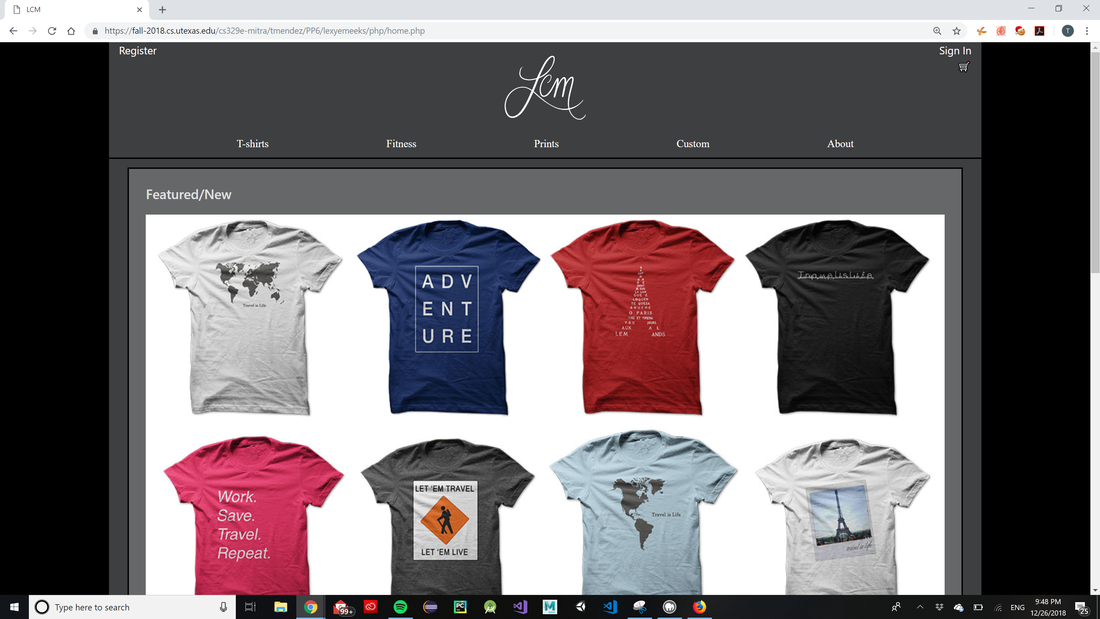 LCM
https://fall-2018.cs.utexas.edu/cs329e-mitra/tmendez/PP6/lexyemeeks/php/home.php
Register
Sign In
Lcm
T-shirts
Fitness
Prints
Custom
About
Featured/New
Travel is Life
ADV
ENT
URE
Travel is Life
O PARIS
LEM
ANDS
Work.
Save.
Travel.
Repeat.
LET 'EM TRAVEL
LET 'EM LIVE
Travel is Life
travel is life
Type here to search
99+
PC
M
ENG
9:48 PM
12/26/2018
25
T